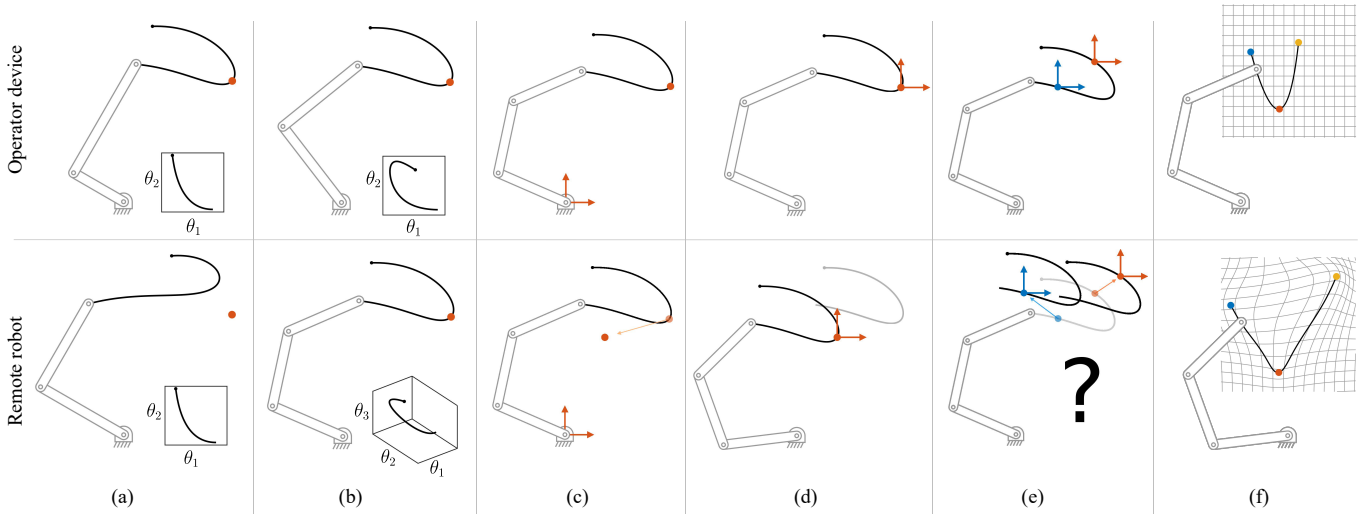 Operator device
θ₂
θ₁
θ₂
θ₁
Remote robot
θ₂
θ₁
θ₃
θ₂
θ₁
?
(a)
(b)
(c)
(d)
(e)
(f)